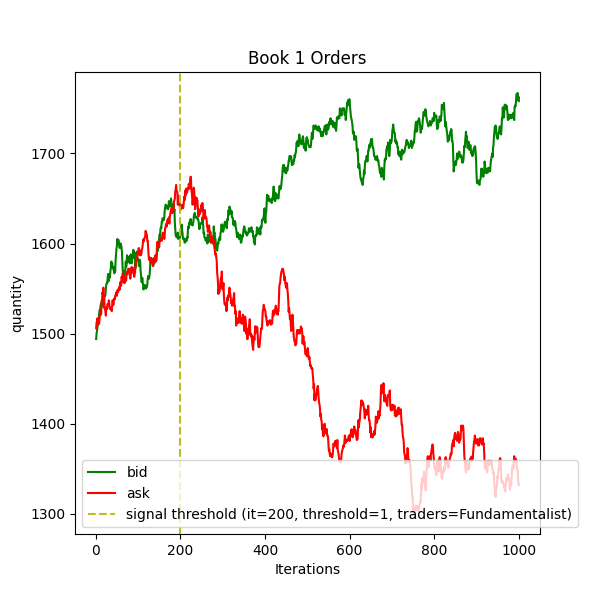 Book 1 Orders
1700
1600
1500
1400
1300
quantity
bid
ask
signal threshold (it=200, threshold=1, traders=Fundamentalist)
0 200 400 600 800 1000
Iterations